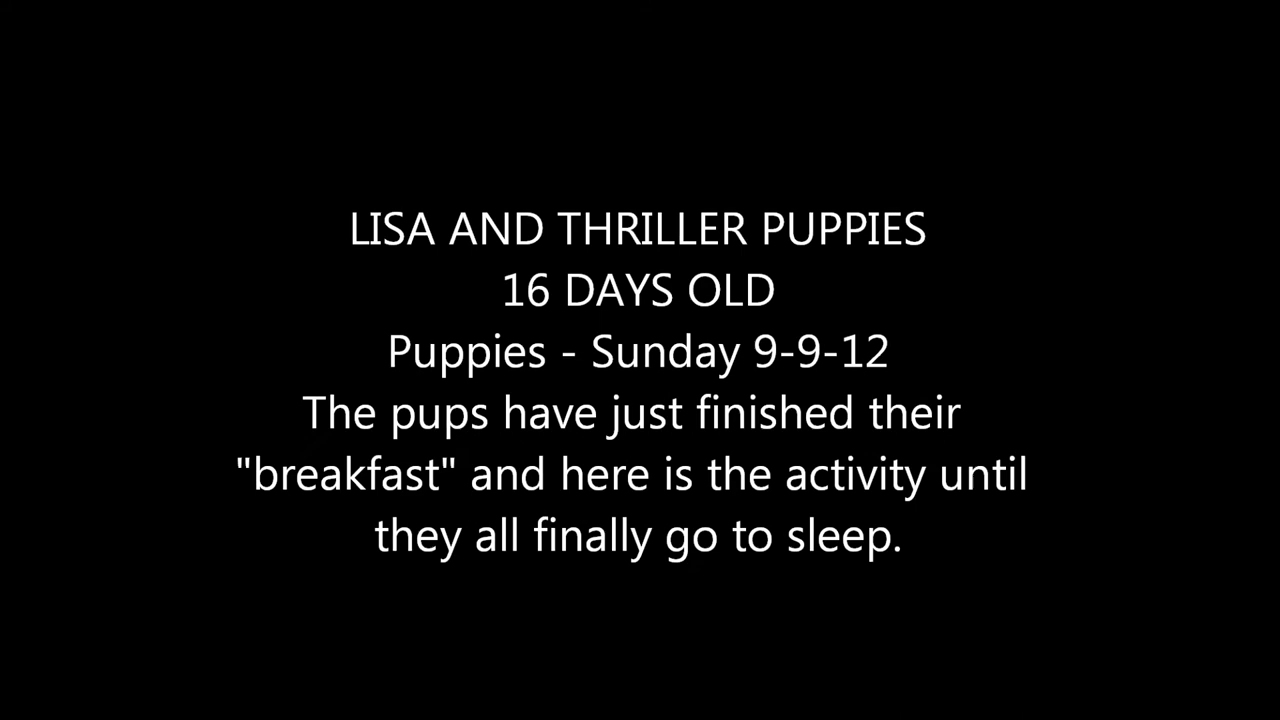 LISA AND THRILLER PUPPIES
16 DAYS OLD
Puppies - Sunday 9-9-12
The pups have just finished their
"breakfast" and here is the activity until
they all finally go to sleep.